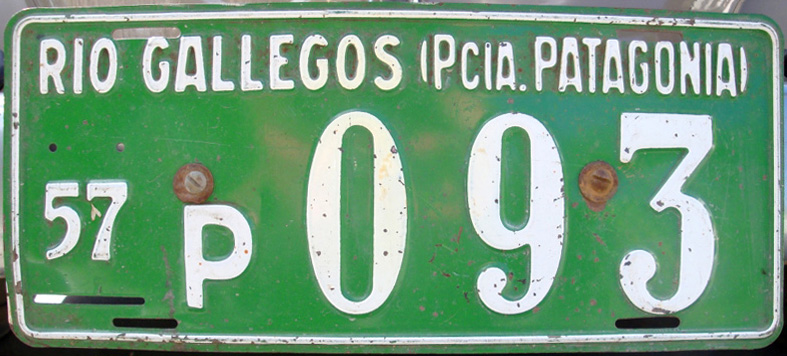 RIO GALLEGOS (PCIA. PATAGONIA)
57 P 093